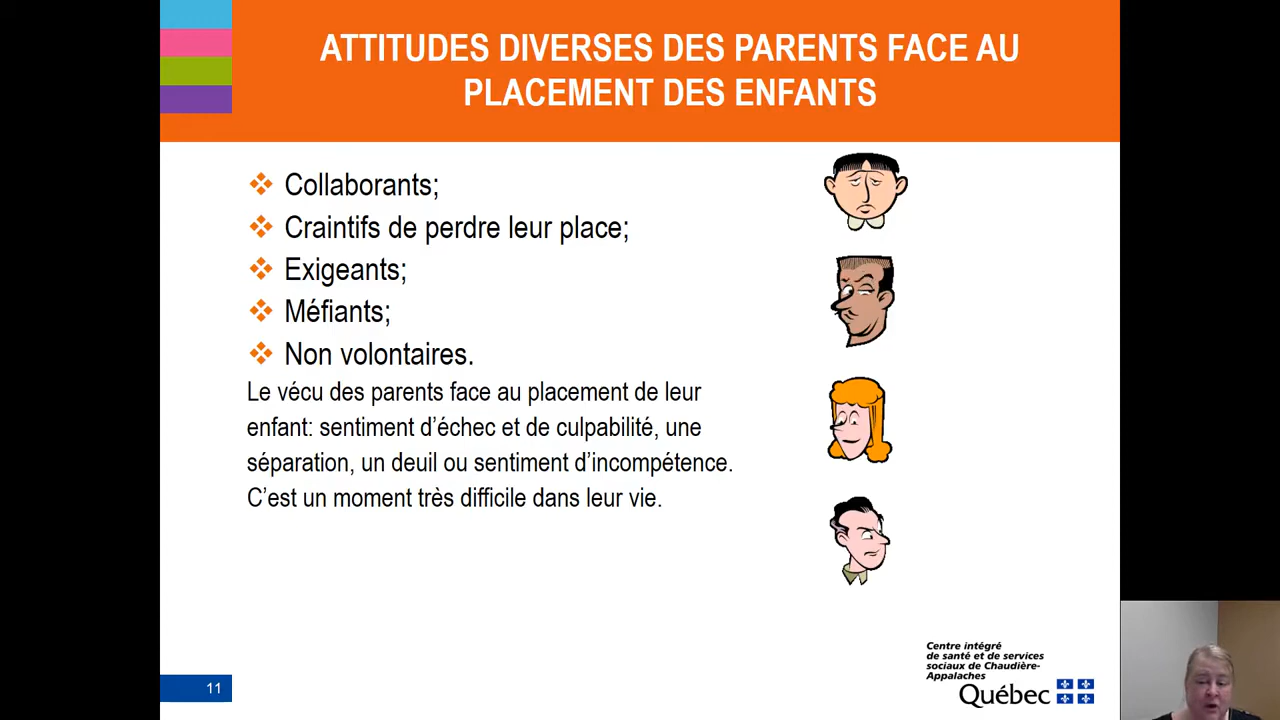 ATTITUDES DIVERSES DES PARENTS FACE AU
PLACEMENT DES ENFANTS
Collaborants;
Craintifs de perdre leur place;
Exigeants;
Méfiants;
Non volontaires.
Le vécu des parents face au placement de leur
enfant: sentiment d’échec et de culpabilité, une
séparation, un deuil ou sentiment d’incompétence.
C’est un moment très difficile dans leur vie.
11
Centre intégré
de santé et de services
sociaux de Chaudière-
Appalaches
Québec